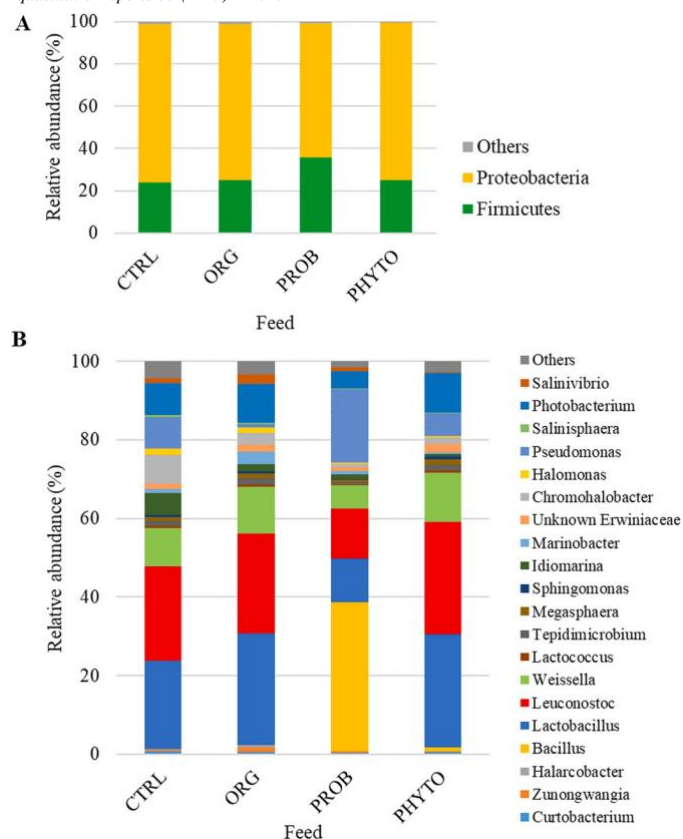 A
100
80
60
40
20
0
Relative abundance (%)
CTRL
ORG
PROB
PHYTO
Feed
Others
Proteobacteria
Firmicutes
B
100
80
60
40
20
0
Relative abundance (%)
CTRL
ORG
PROB
PHYTO
Feed
Others
Salinivibrio
Photobacterium
Salinisphaera
Pseudomonas
Halomonas
Chromohalobacter
Unknown Erwiniaceae
Marinobacter
Idiomarina
Sphingomonas
Megasphaera
Tepidimicrobium
Lactococcus
Weissella
Leuconostoc
Lactobacillus
Bacillus
Halarcobacter
Zunongwangia
Curtobacterium